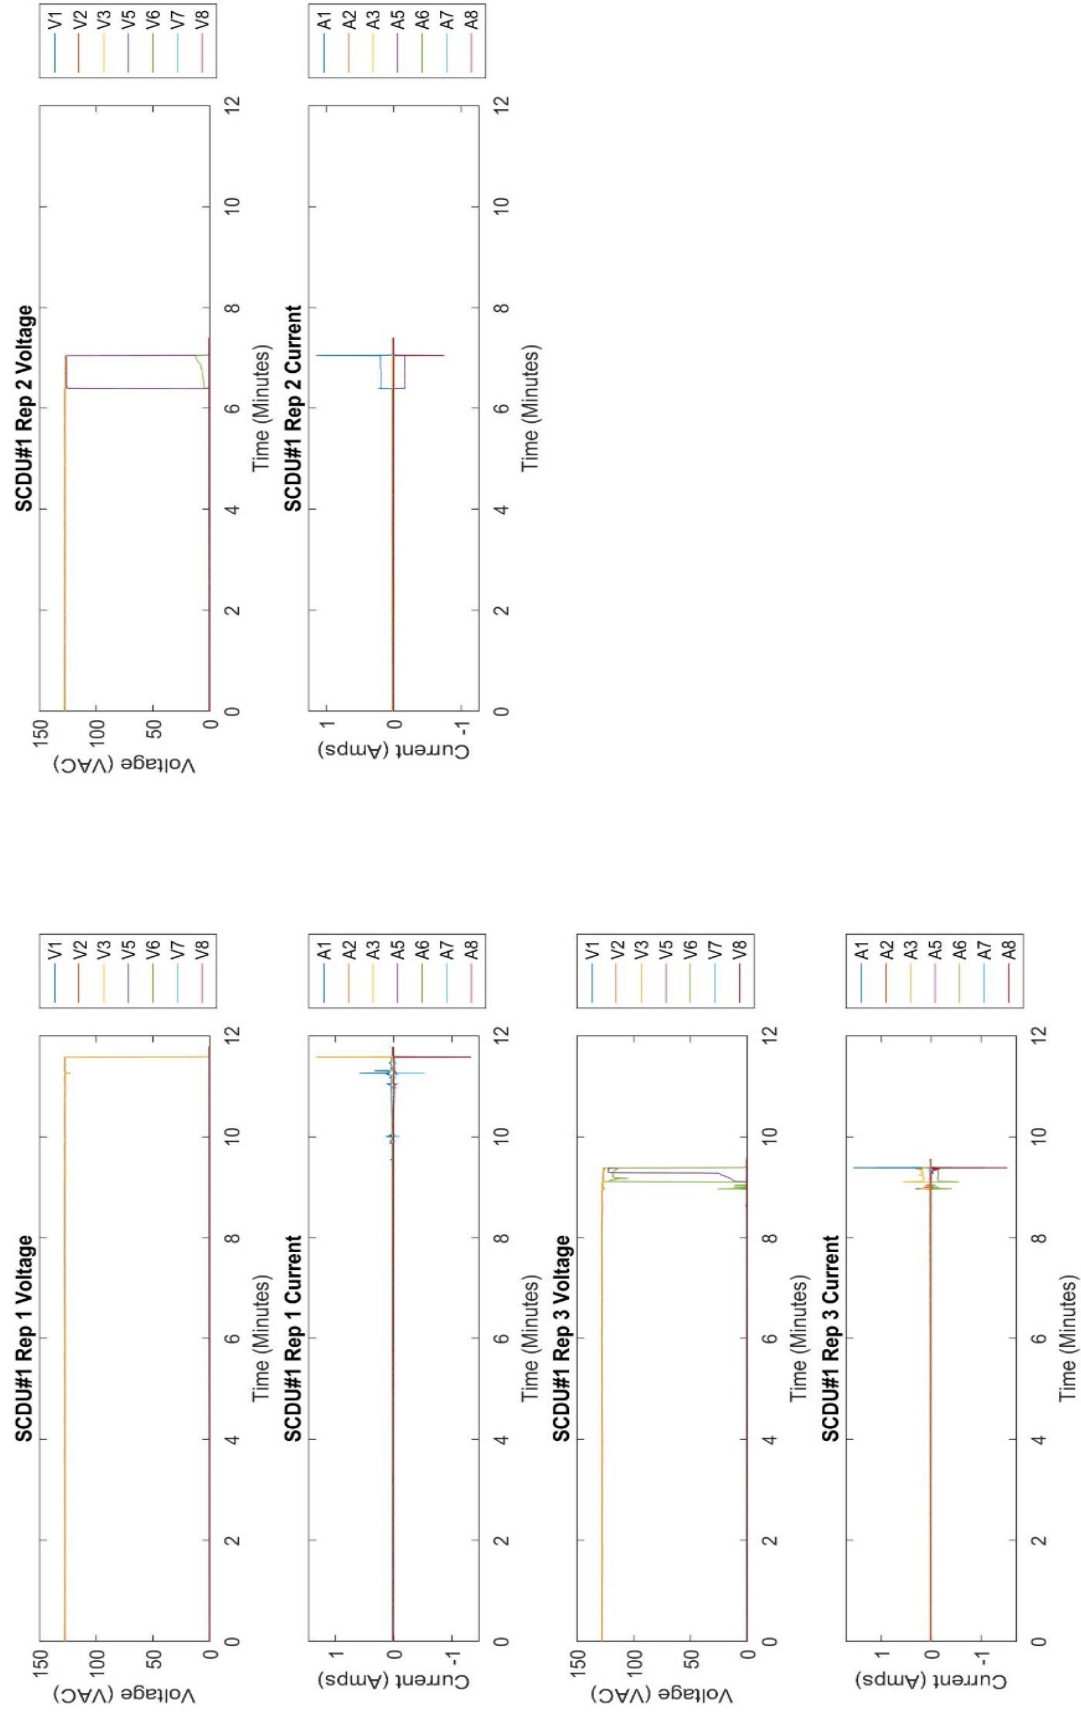 SCDU#1 Rep 1 Voltage
150
100
50
0
Voltage (VAC)
0 2 4 6 8 10 12
Time (Minutes)
V1
V2
V3
V5
V6
V7
V8
SCDU#1 Rep 1 Current
1
0
-1
Current (Amps)
0 2 4 6 8 10 12
Time (Minutes)
A1
A2
A3
A5
A6
A7
A8
SCDU#1 Rep 2 Voltage
150
100
50
0
Voltage (VAC)
0 2 4 6 8 10 12
Time (Minutes)
V1
V2
V3
V5
V6
V7
V8
SCDU#1 Rep 2 Current
1
0
-1
Current (Amps)
0 2 4 6 8 10 12
Time (Minutes)
A1
A2
A3
A5
A6
A7
A8
SCDU#1 Rep 3 Voltage
150
100
50
0
Voltage (VAC)
0 2 4 6 8 10 12
Time (Minutes)
V1
V2
V3
V5
V6
V7
V8
SCDU#1 Rep 3 Current
1
0
-1
Current (Amps)
0 2 4 6 8 10 12
Time (Minutes)
A1
A2
A3
A5
A6
A7
A8